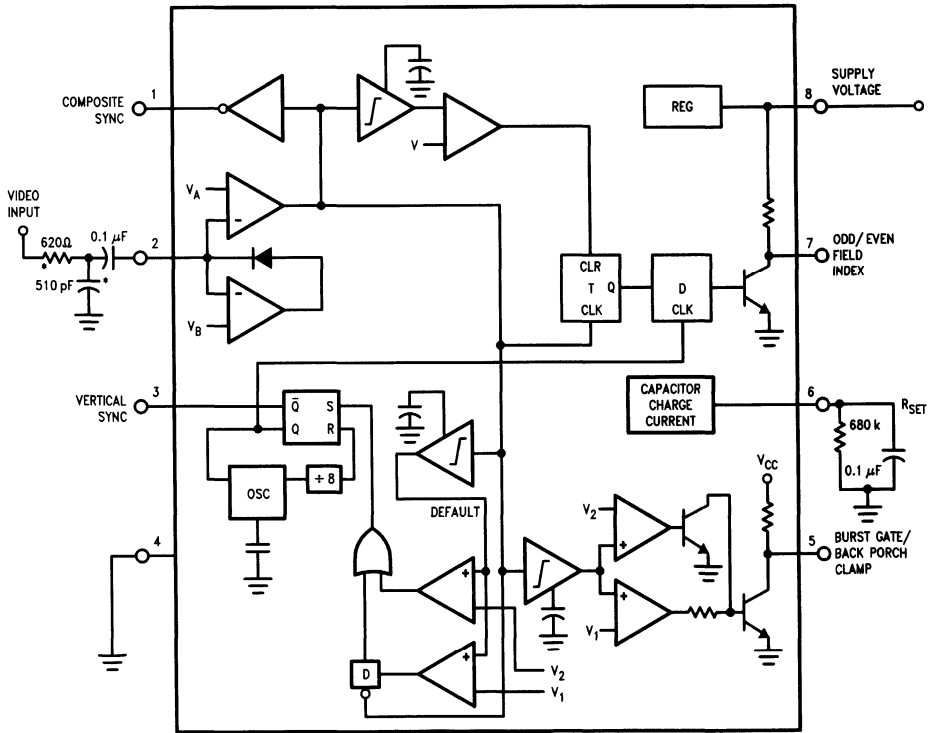 COMPOSITE
SYNC
1
REG
8
SUPPLY
VOLTAGE
V
VIDEO
INPUT
V_A
620Ω
*
0.1 μF
2
510 pF
*
V_B
CLR
T Q
CLK
D
CLK
7
ODD/EVEN
FIELD
INDEX
VERTICAL
SYNC
3
Q̅ S
Q R
OSC
÷8
CAPACITOR
CHARGE
CURRENT
6
R_SET
680 k
0.1 μF
DEFAULT
V_CC
V_2
+
5
BURST GATE/
BACK PORCH
CLAMP
4
+
+
V_1
D
+
V_2
V_1
-
-